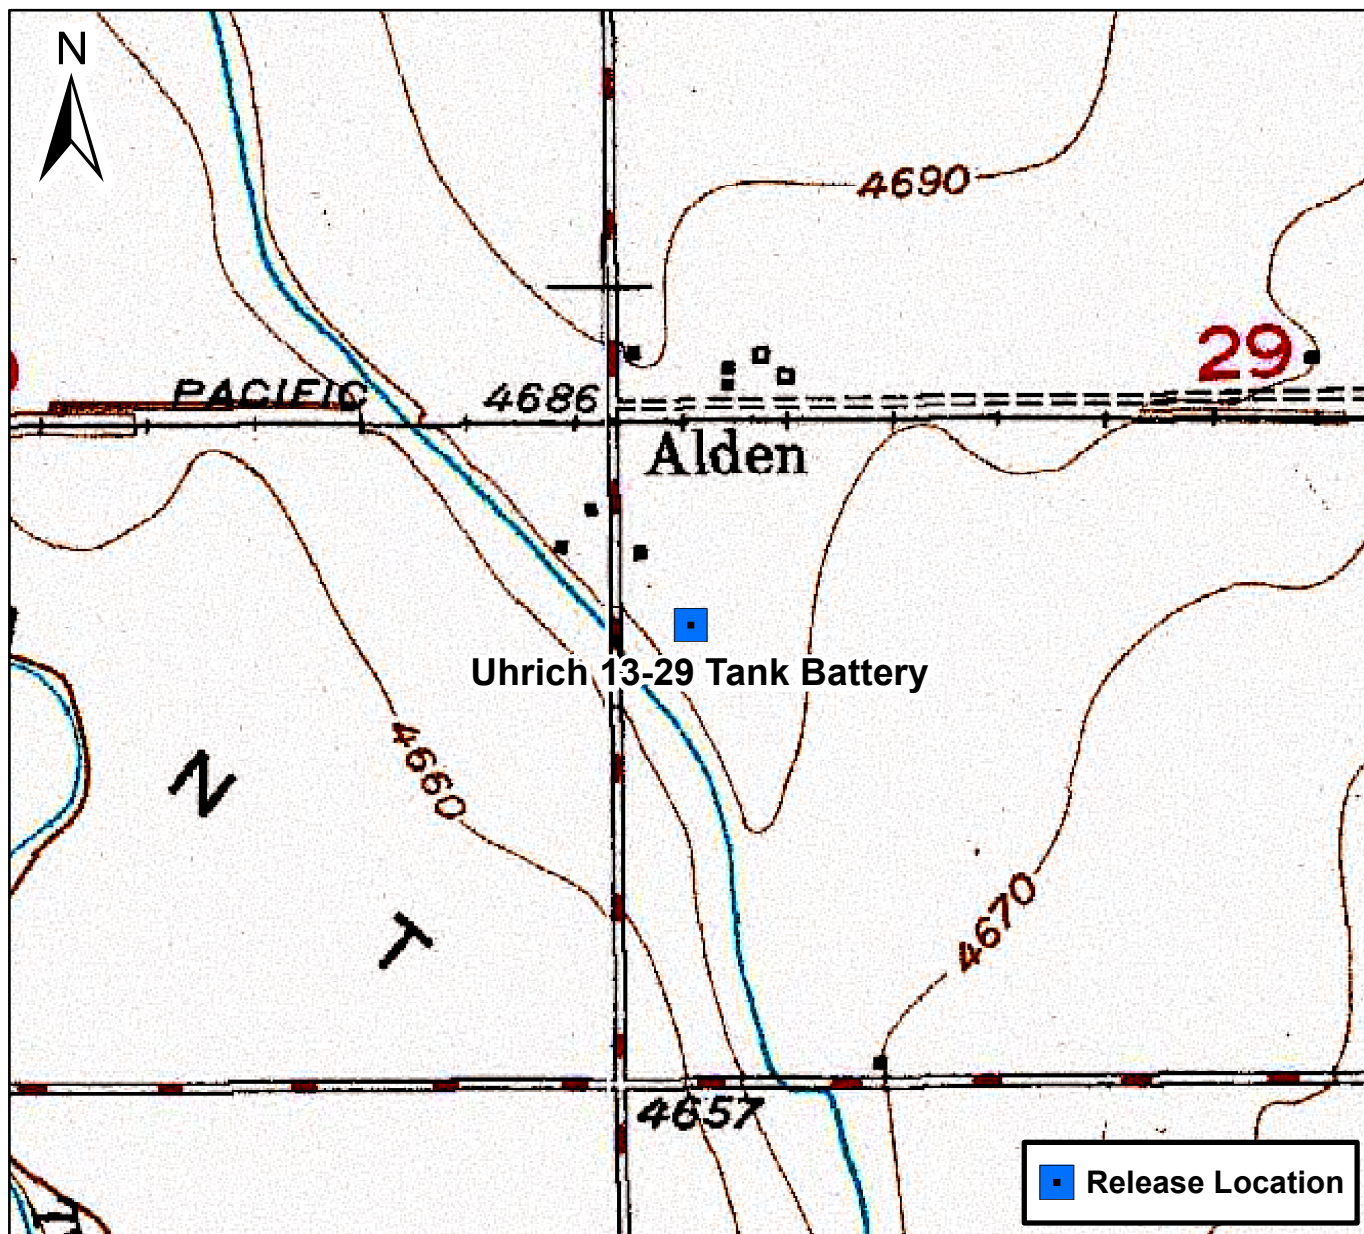 N
4690
29
PACIFIC
4686
Alden
Uhrich 13-29 Tank Battery
4660
N
4670
T
4657
Release Location